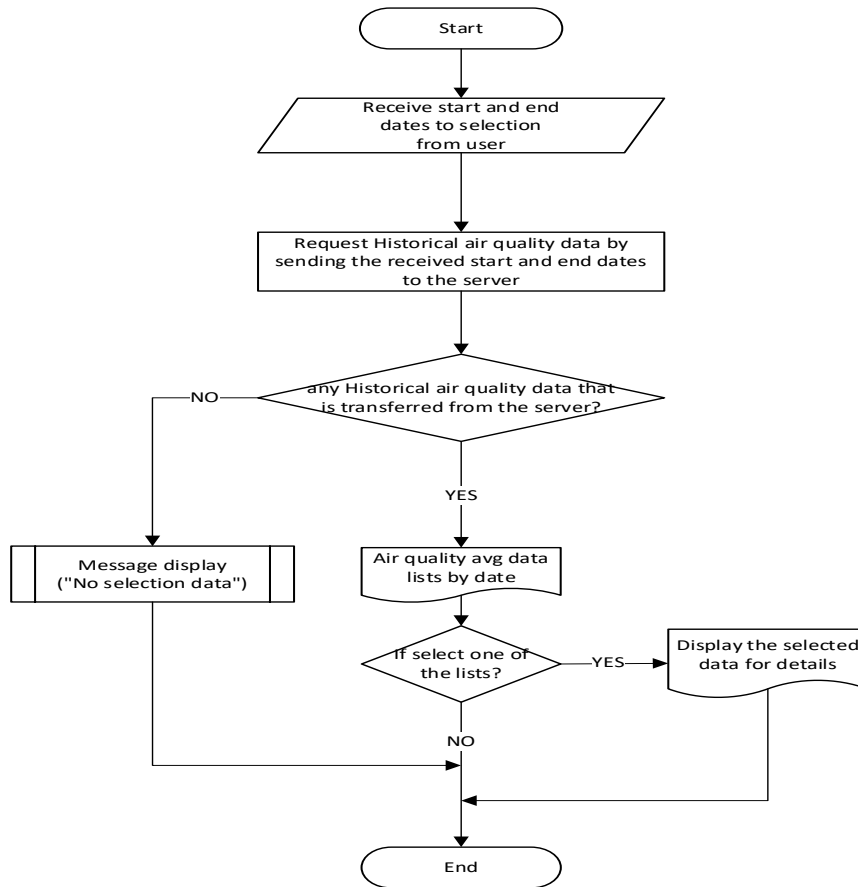 Start
Receive start and end
dates to selection
from user
Request Historical air quality data by
sending the received start and end dates
to the server
any Historical air quality data that
is transferred from the server?
NO
YES
Message display
("No selection data")
Air quality avg data
lists by date
If select one of
the lists?
YES
Display the selected
data for details
NO
End